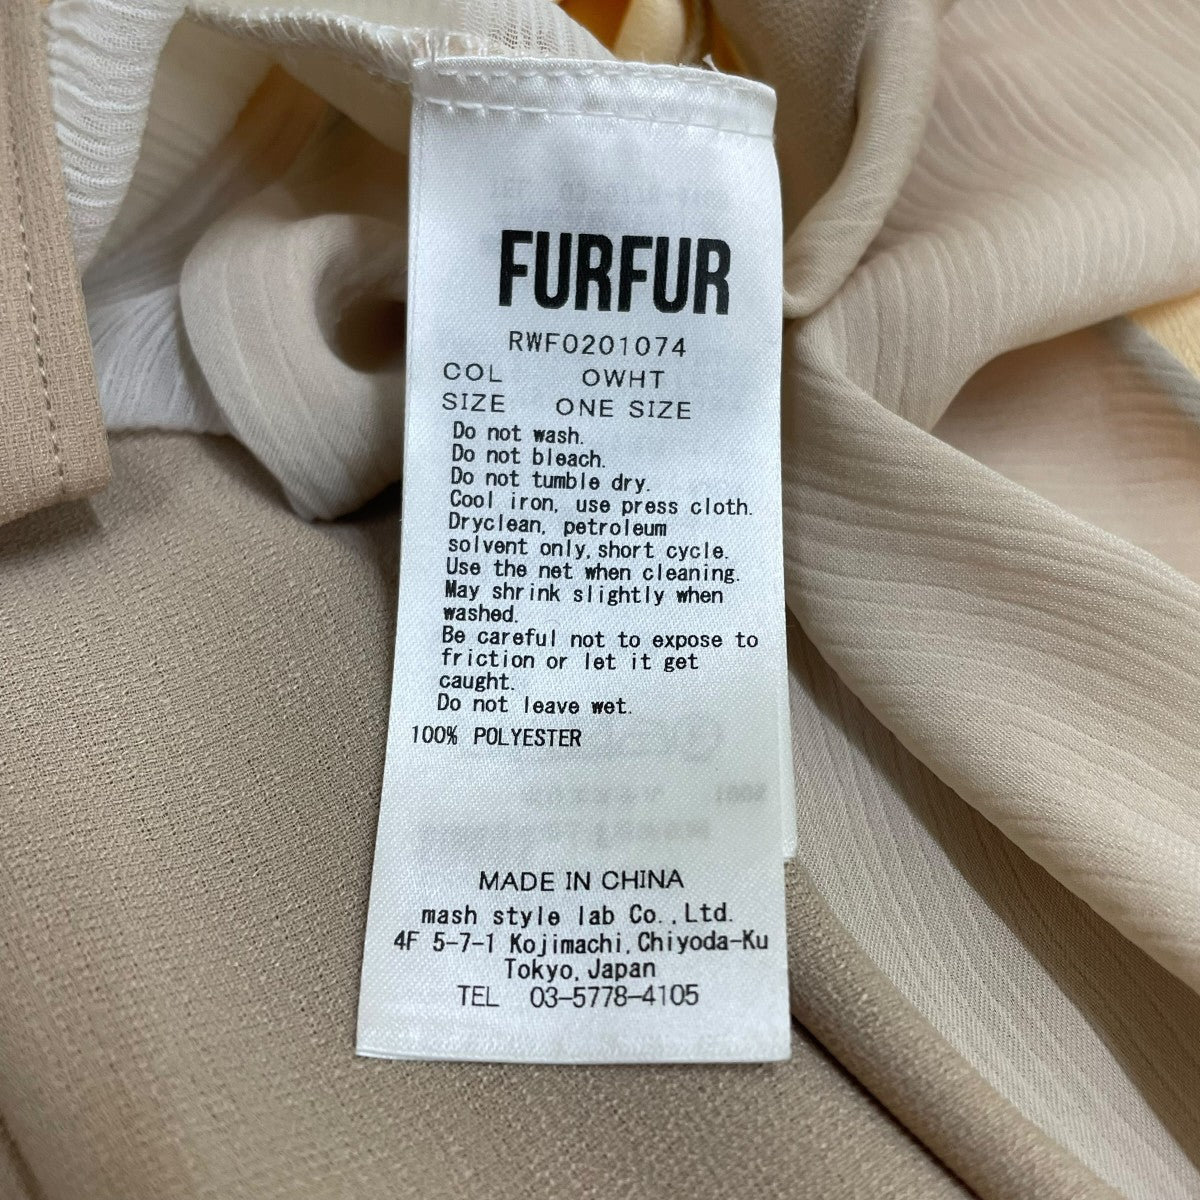 FURFUR
RWF0201074
COL OWHT
SIZE ONE SIZE
Do not wash.
Do not bleach.
Do not tumble dry.
Cool iron, use press cloth.
Dryclean, petroleum
solvent only, short cycle.
Use the net when cleaning.
May shrink slightly when
washed.
Be careful not to expose to
friction or let it get
caught.
Do not leave wet.
100% POLYESTER
MADE IN CHINA
mash style lab Co., Ltd.
4F 5-7-1 Kojimachi, Chiyoda-Ku
Tokyo, Japan
TEL 03-5778-4105